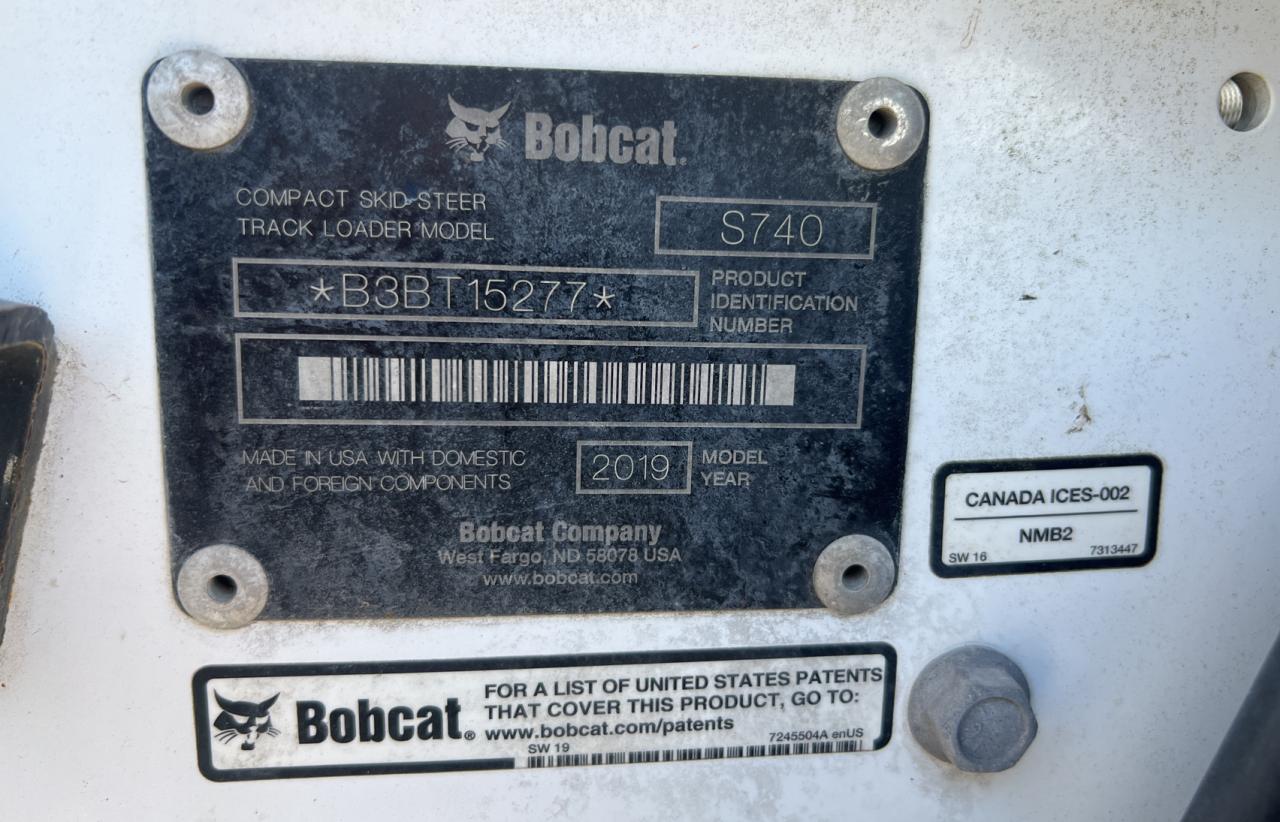 Bobcat.
COMPACT SKID-STEER
TRACK LOADER MODEL
S740
*B3BT15277*
PRODUCT
IDENTIFICATION
NUMBER
MADE IN USA WITH DOMESTIC
AND FOREIGN COMPONENTS
2019
MODEL
YEAR
Bobcat Company
West Fargo, ND 58078 USA
www.bobcat.com
CANADA ICES-002
NMB2
SW 16
7313447
Bobcat®
FOR A LIST OF UNITED STATES PATENTS
THAT COVER THIS PRODUCT, GO TO:
www.bobcat.com/patents
SW 19
7245504A enUS